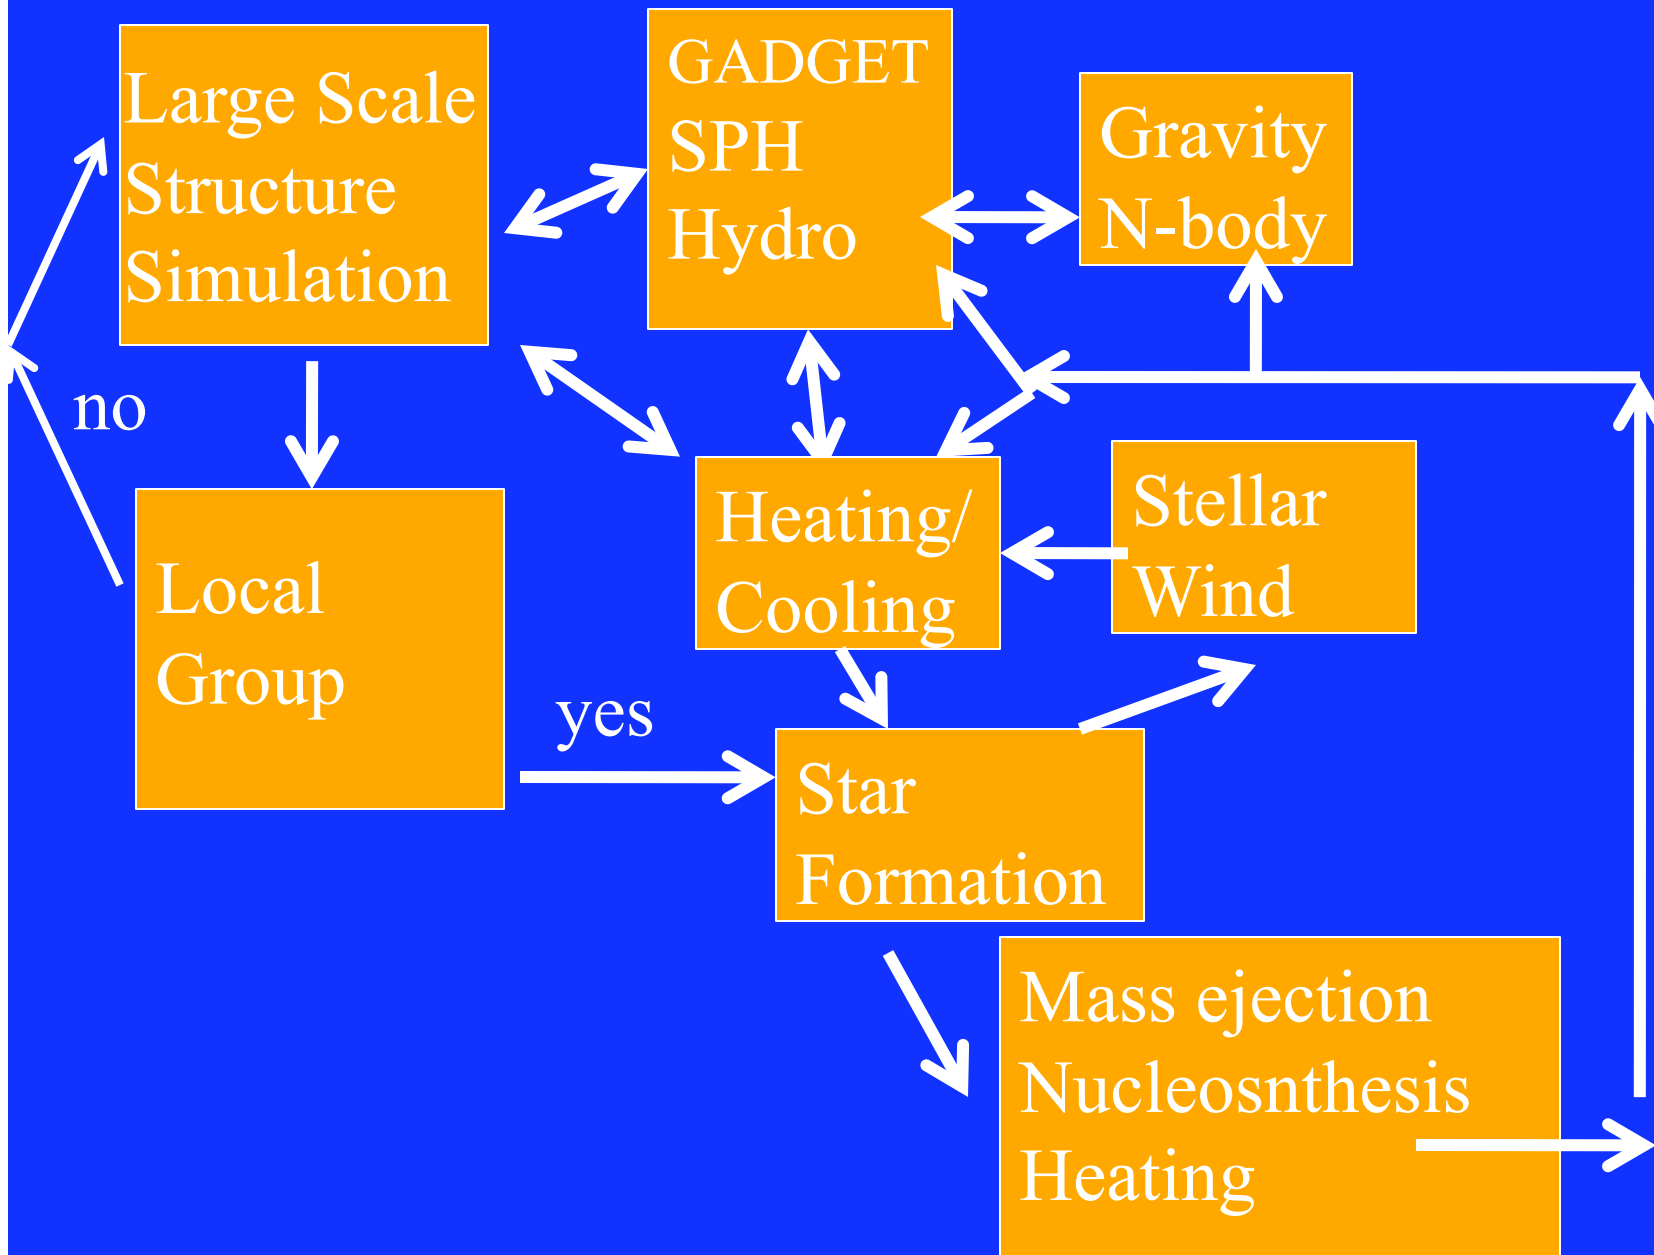 Large Scale
Structure
Simulation
GADGET
SPH
Hydro
Gravity
N-body
no
Local
Group
yes
Heating/
Cooling
Stellar
Wind
Star
Formation
Mass ejection
Nucleosnthesis
Heating